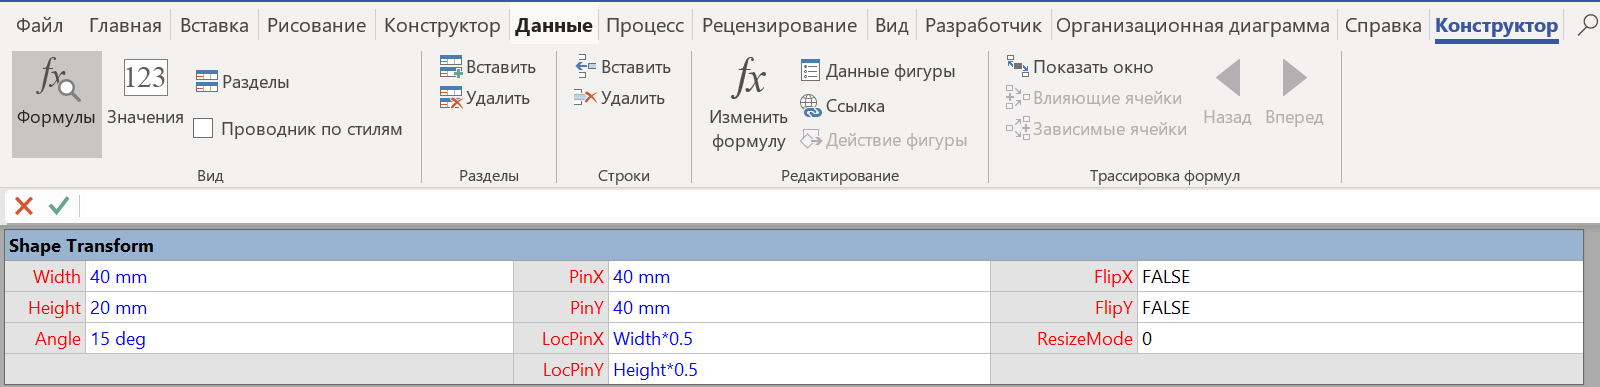 Файл Главная Вставка Рисование Конструктор Данные Процесс Рецензирование Вид Разработчик Организационная диаграмма Справка Конструктор
Формулы
123
Значения
Разделы
Проводник по стилям
Вид
Вставить
Удалить
Разделы
Вставить
Удалить
Строки
fx
Изменить
формулу
Данные фигуры
Ссылка
Действие фигуры
Редактирование
Показать окно
Влияющие ячейки
Зависимые ячейки
Назад
Вперед
Трассировка формул
Shape Transform
Width 40 mm PinX 40 mm FlipX FALSE
Height 20 mm PinY 40 mm FlipY FALSE
Angle 15 deg LocPinX Width*0.5 ResizeMode 0
LocPinY Height*0.5